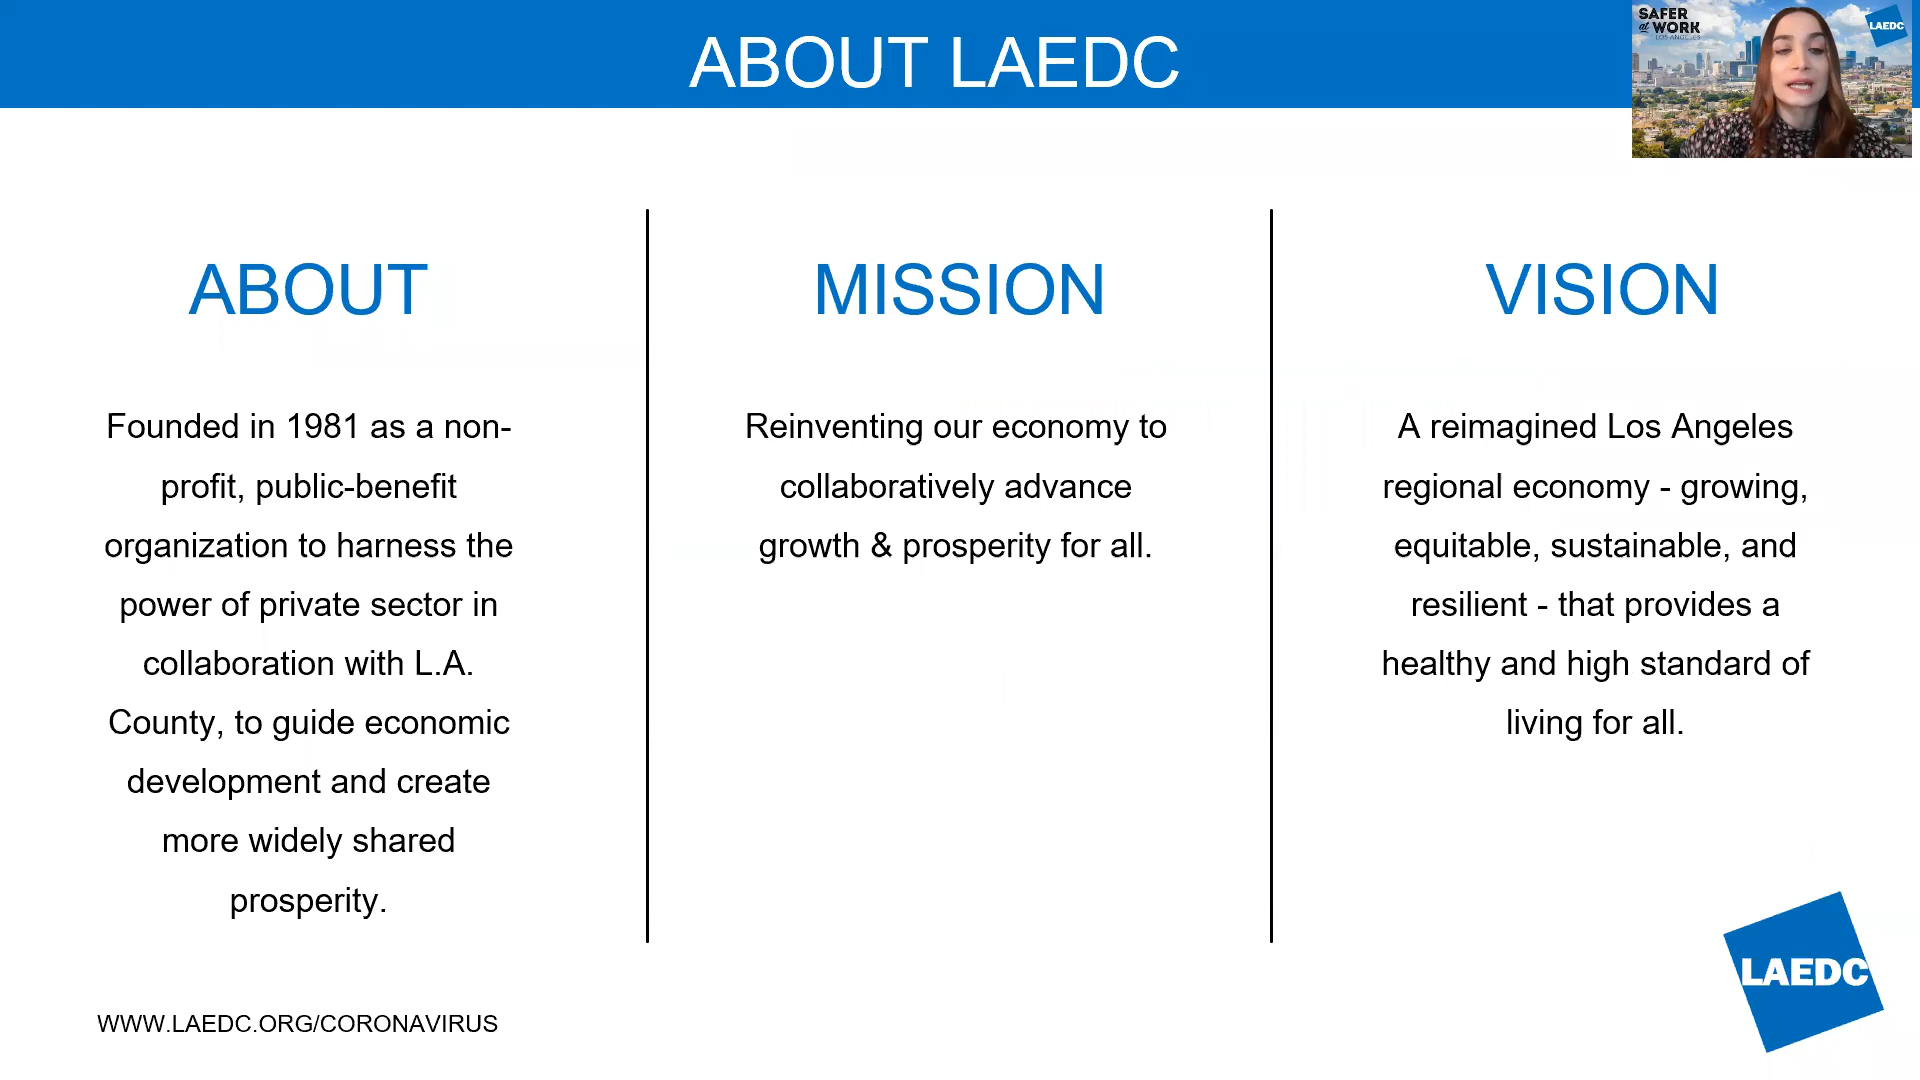 ABOUT LAEDC
SAFER
at WORK
LOS ANGELES
LAEDC
ABOUT
Founded in 1981 as a non-
profit, public-benefit
organization to harness the
power of private sector in
collaboration with L.A.
County, to guide economic
development and create
more widely shared
prosperity.
MISSION
Reinventing our economy to
collaboratively advance
growth & prosperity for all.
VISION
A reimagined Los Angeles
regional economy - growing,
equitable, sustainable, and
resilient - that provides a
healthy and high standard of
living for all.
LAEDC
WWW.LAEDC.ORG/CORONAVIRUS